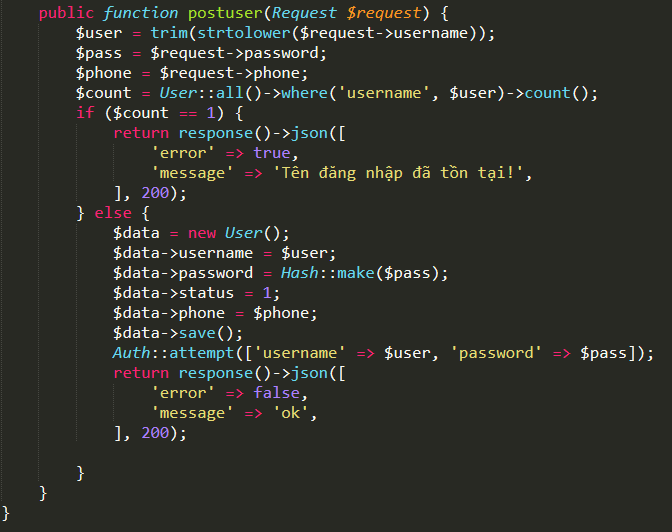 public function postuser(Request $request) {
$user = trim(strtolower($request->username));
$pass = $request->password;
$phone = $request->phone;
$count = User::all()->where('username', $user)->count();
if ($count == 1) {
return response()->json([
'error' => true,
'message' => 'Tên đăng nhập đã tồn tại!',
], 200);
} else {
$data = new User();
$data->username = $user;
$data->password = Hash::make($pass);
$data->status = 1;
$data->phone = $phone;
$data->save();
Auth::attempt(['username' => $user, 'password' => $pass]);
return response()->json([
'error' => false,
'message' => 'ok',
], 200);
}
}
}